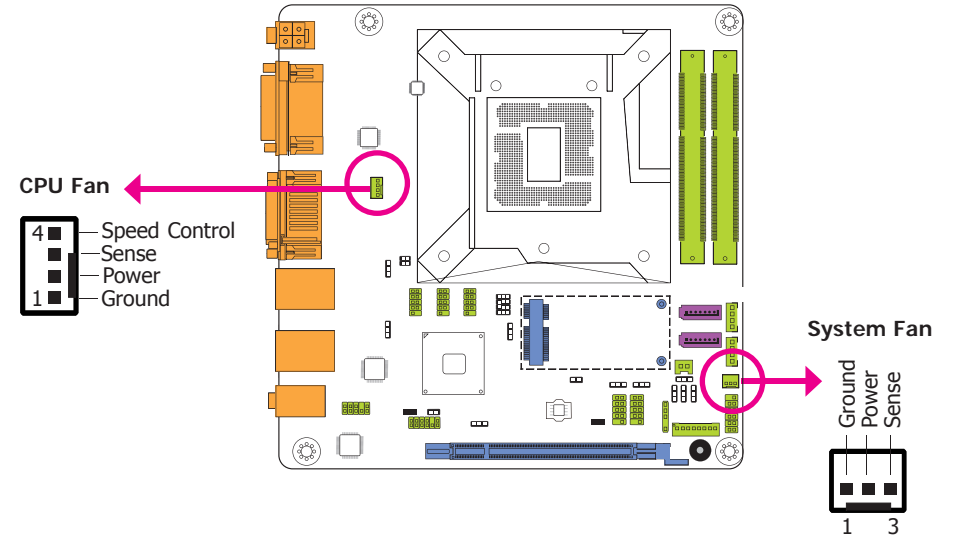 CPU Fan
4 Speed Control
Sense
Power
1 Ground
System Fan
Ground
Power
Sense
1 3